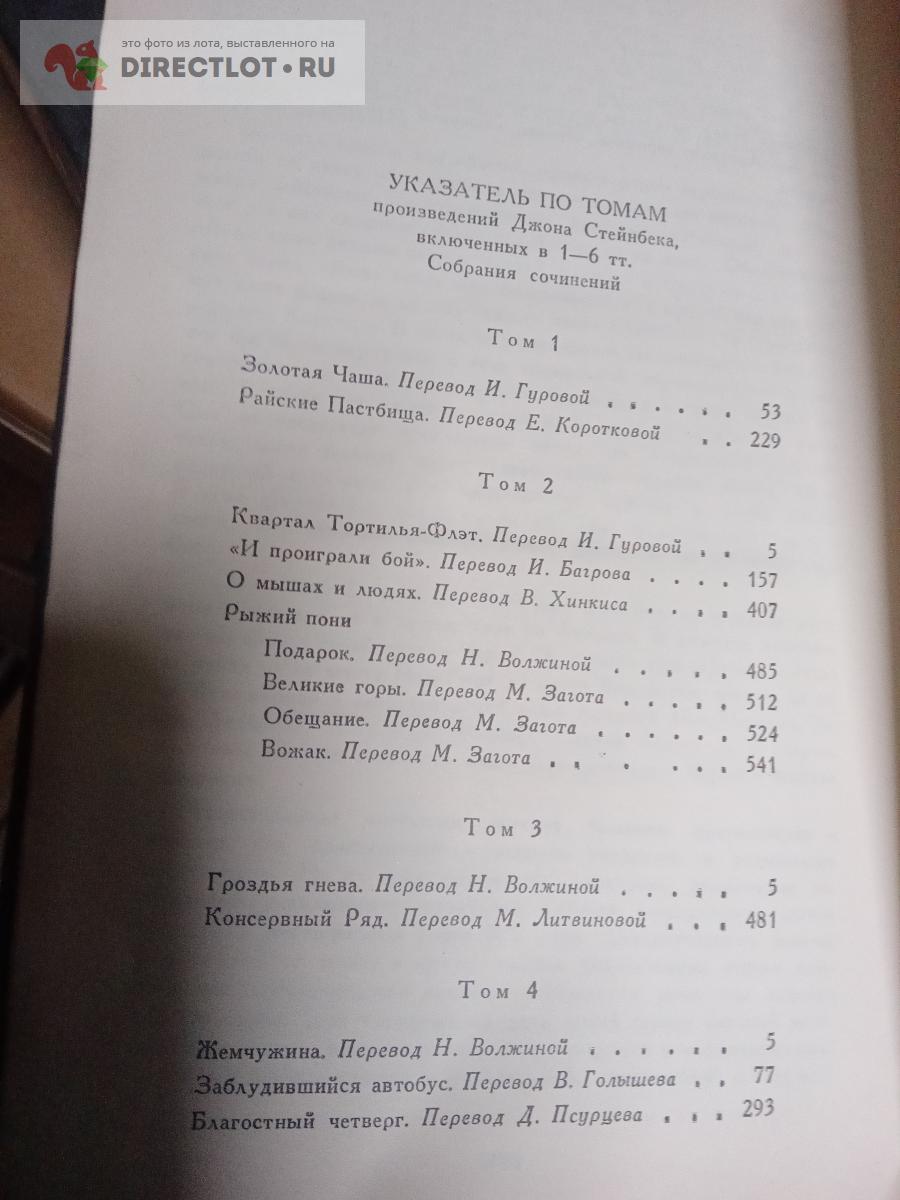 это фото из лота, выставленного на
DIRECTLOT•RU
УКАЗАТЕЛЬ ПО ТОМАМ
произведений Джона Стейнбека,
включенных в 1—6 тт.
Собрания сочинений
Том 1
Золотая Чаша. Перевод И. Гуровой . . . . . . 53
Райские Пастбища. Перевод Е. Коротковой . . 229
Том 2
Квартал Тортилья-Флэт. Перевод И. Гуровой . . 5
«И проиграли бой». Перевод И. Багрова . . . . 157
О мышах и людях. Перевод В. Хинкиса . . . . 407
Рыжий пони
Подарок. Перевод Н. Волжиной . . . . . 485
Великие горы. Перевод М. Загота . . . . . 512
Обещание. Перевод М. Загота . . . . . . 524
Вожак. Перевод М. Загота . . . . . . 541
Том 3
Гроздья гнева. Перевод Н. Волжиной . . . . . 5
Консервный Ряд. Перевод М. Литвиновой . . . 481
Том 4
Жемчужина. Перевод Н. Волжиной . . . . . . 5
Заблудившийся автобус. Перевод В. Голышева . . 77
Благостный четверг. Перевод Д. Псурцева . . . 293